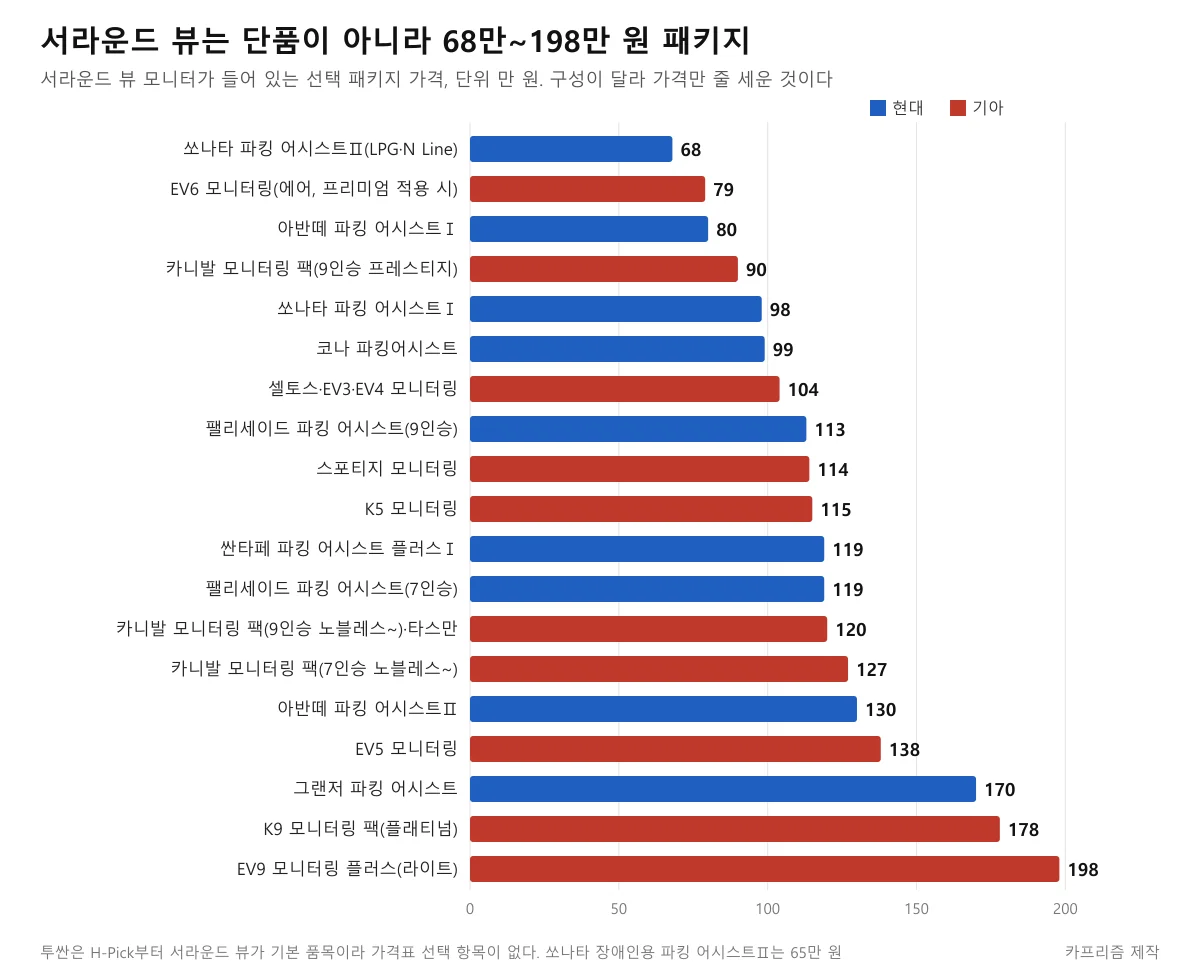 서라운드 뷰는 단품이 아니라 68만~198만 원 패키지
서라운드 뷰 모니터가 들어 있는 선택 패키지 가격, 단위 만 원. 구성이 달라 가격만 줄 세운 것이다
현대 기아
쏘나타 파킹 어시스트Ⅱ(LPG·N Line) 68
EV6 모니터링(에어, 프리미엄 적용 시) 79
아반떼 파킹 어시스트Ⅰ 80
카니발 모니터링 팩(9인승 프레스티지) 90
쏘나타 파킹 어시스트Ⅰ 98
코나 파킹어시스트 99
셀토스·EV3·EV4 모니터링 104
팰리세이드 파킹 어시스트(9인승) 113
스포티지 모니터링 114
K5 모니터링 115
싼타페 파킹 어시스트 플러스Ⅰ 119
팰리세이드 파킹 어시스트(7인승) 119
카니발 모니터링 팩(9인승 노블레스~)·타스만 120
카니발 모니터링 팩(7인승 노블레스~) 127
아반떼 파킹 어시스트Ⅱ 130
EV5 모니터링 138
그랜저 파킹 어시스트 170
K9 모니터링 팩(플래티넘) 178
EV9 모니터링 플러스(라이트) 198
0 50 100 150 200
투싼은 H-Pick부터 서라운드 뷰가 기본 품목이라 가격표 선택 항목이 없다. 쏘나타 장애인용 파킹 어시스트Ⅱ는 65만 원
카프리즘 제작